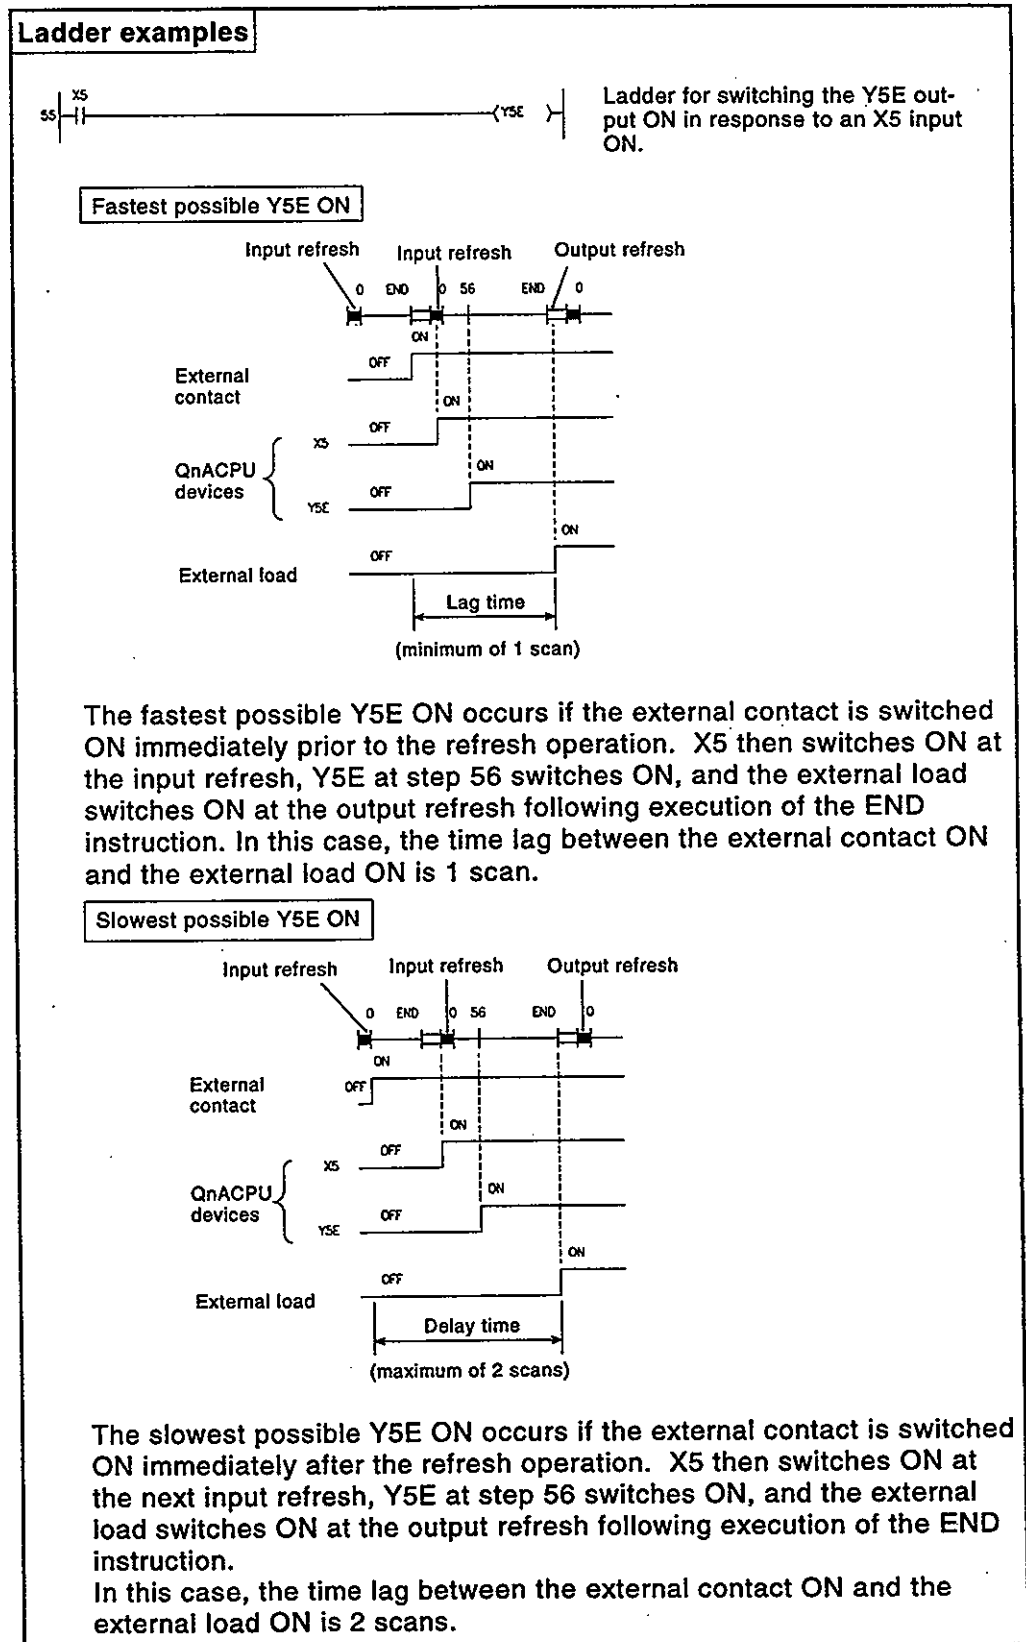 Ladder examples
X5
55
Y5E
Ladder for switching the Y5E out-
put ON in response to an X5 input
ON.
Fastest possible Y5E ON
Input refresh Input refresh Output refresh
0 END 0 56 END 0
ON
OFF
External
contact
ON
OFF
X5
QnACPU
devices
ON
OFF
Y5E
ON
OFF
External load
Lag time
(minimum of 1 scan)
The fastest possible Y5E ON occurs if the external contact is switched
ON immediately prior to the refresh operation. X5 then switches ON at
the input refresh, Y5E at step 56 switches ON, and the external load
switches ON at the output refresh following execution of the END
instruction. In this case, the time lag between the external contact ON
and the external load ON is 1 scan.
Slowest possible Y5E ON
Input refresh Input refresh Output refresh
0 END 0 56 END 0
ON
External
contact
OFF
ON
OFF
X5
QnACPU
devices
ON
OFF
Y5E
ON
OFF
External load
Delay time
(maximum of 2 scans)
The slowest possible Y5E ON occurs if the external contact is switched
ON immediately after the refresh operation. X5 then switches ON at
the next input refresh, Y5E at step 56 switches ON, and the external
load switches ON at the output refresh following execution of the END
instruction.
In this case, the time lag between the external contact ON and the
external load ON is 2 scans.